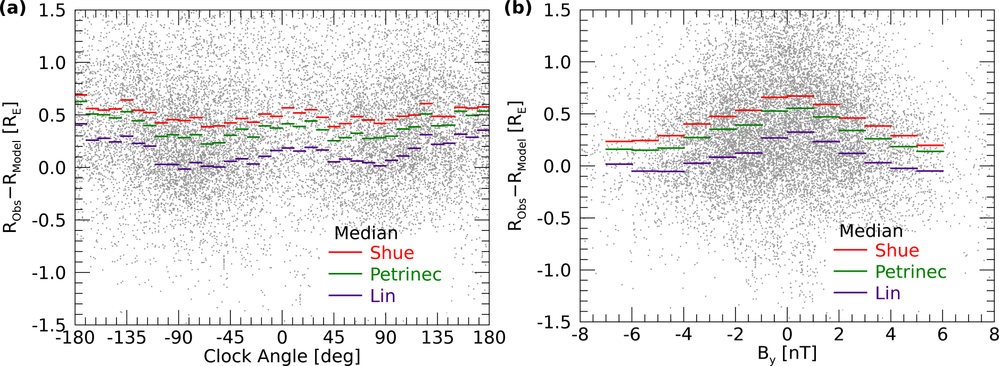 (a)
1.5
1.0
0.5
0.0
-0.5
-1.0
-1.5
R_Obs−R_Model [R_E]
-180 -135 -90 -45 0 45 90 135 180
Clock Angle [deg]
Median
Shue
Petrinec
Lin
(b)
1.5
1.0
0.5
0.0
-0.5
-1.0
-1.5
R_Obs−R_Model [R_E]
-8 -6 -4 -2 0 2 4 6 8
B_y [nT]
Median
Shue
Petrinec
Lin